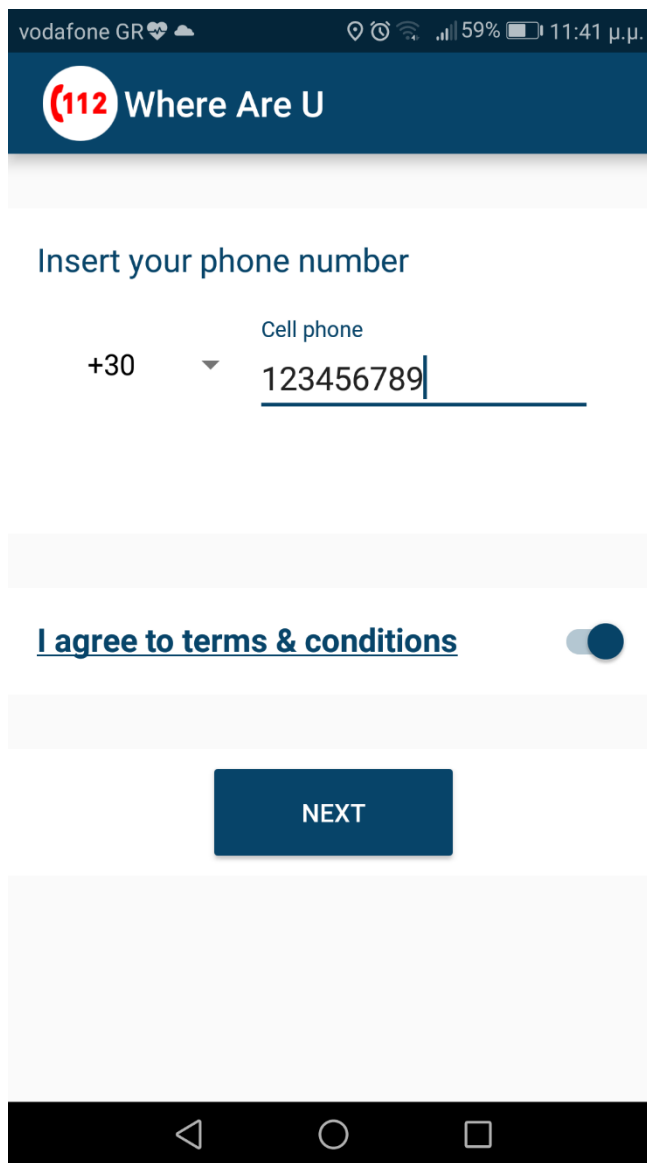 vodafone GR 59% 11:41 μ.μ.
112 Where Are U
Insert your phone number
Cell phone
+30 123456789
I agree to terms & conditions
NEXT